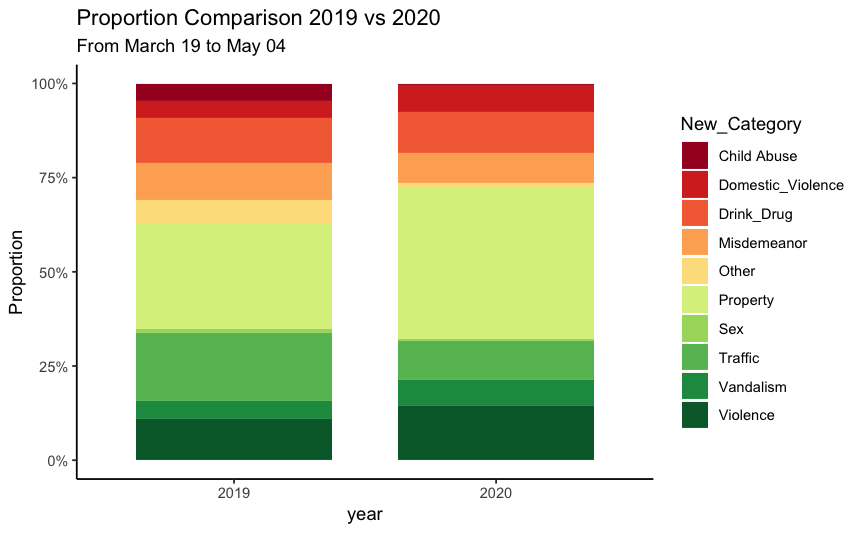 Proportion Comparison 2019 vs 2020
From March 19 to May 04
100%
75%
50%
25%
0%
Proportion
2019
2020
year
New_Category
Child Abuse
Domestic_Violence
Drink_Drug
Misdemeanor
Other
Property
Sex
Traffic
Vandalism
Violence